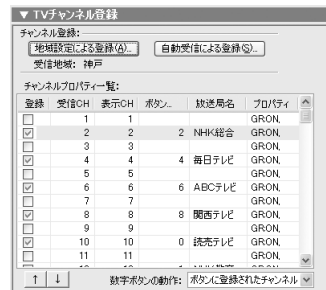 ▼ TVチャンネル登録
チャンネル登録:
地域設定による登録(A)... 自動受信による登録(S)...
受信地域: 神戸
チャンネルプロパティ一覧:
登録 受信CH 表示CH ボタン... 放送局名 プロパティ
1 1 GRON,
2 2 2 NHK総合 GRON,
3 3 GRON,
4 4 4 毎日テレビ GRON,
5 5 GRON,
6 6 6 ABCテレビ GRON,
7 7 GRON,
8 8 8 関西テレビ GRON,
9 9 GRON,
10 10 0 読売テレビ GRON,
11 11 GRON,
↑ ↓ 数字ボタンの動作: ボタンに登録されたチャンネル